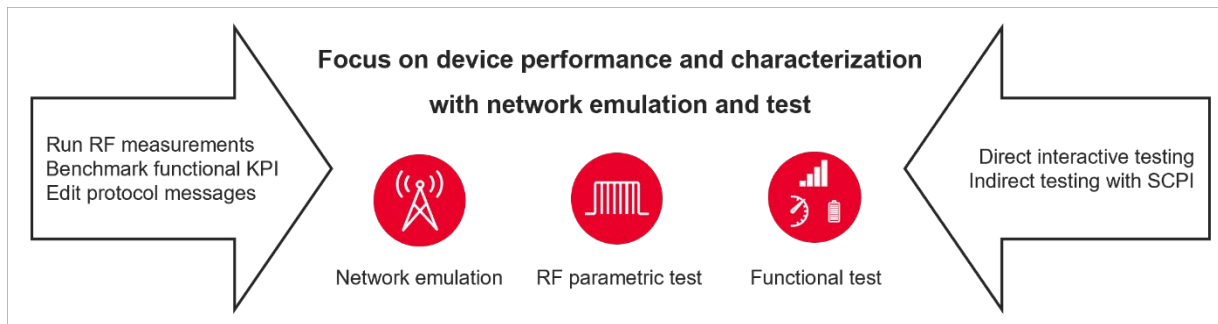 Focus on device performance and characterization
with network emulation and test
Run RF measurements
Benchmark functional KPI
Edit protocol messages
Direct interactive testing
Indirect testing with SCPI
Network emulation
RF parametric test
Functional test